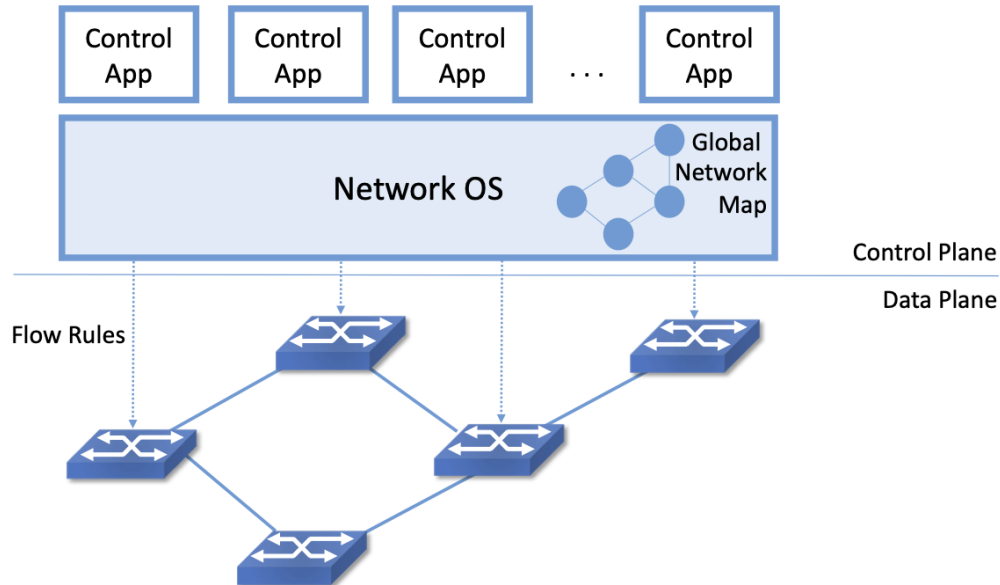 Control
App
Control
App
Control
App
. . .
Control
App
Network OS
Global
Network
Map
Control Plane
Data Plane
Flow Rules